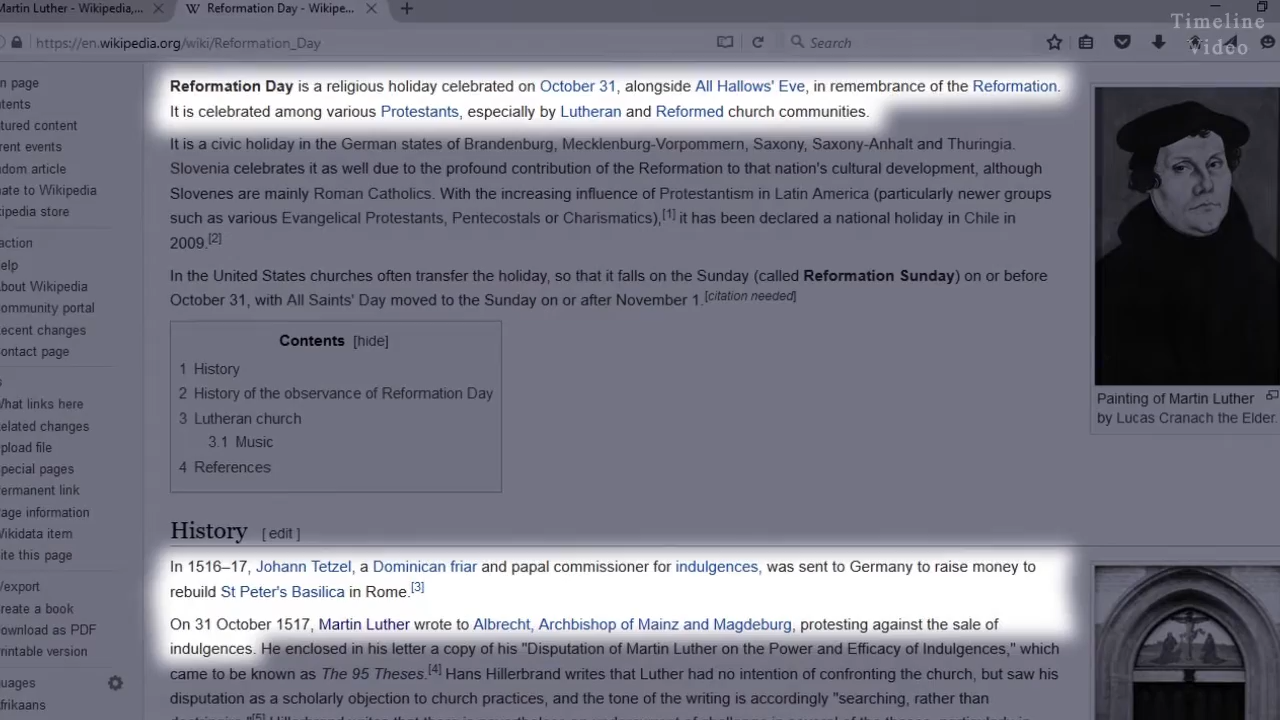 Martin Luther - Wikipedia,
Reformation Day - Wikipe...
Timeline
Video
https://en.wikipedia.org/wiki/Reformation_Day
Search
n page
ntents
tured content
rent events
ndom article
nate to Wikipedia
ipedia store
action
elp
About Wikipedia
ommunity portal
ecent changes
ontact page
s
What links here
elated changes
pload file
pecial pages
ermanent link
age information
Wikidata item
ite this page
/export
reate a book
ownload as PDF
rintable version
uages
frikaans
Reformation Day is a religious holiday celebrated on October 31, alongside All Hallows' Eve, in remembrance of the Reformation.
It is celebrated among various Protestants, especially by Lutheran and Reformed church communities.
It is a civic holiday in the German states of Brandenburg, Mecklenburg-Vorpommern, Saxony, Saxony-Anhalt and Thuringia.
Slovenia celebrates it as well due to the profound contribution of the Reformation to that nation's cultural development, although
Slovenes are mainly Roman Catholics. With the increasing influence of Protestantism in Latin America (particularly newer groups
such as various Evangelical Protestants, Pentecostals or Charismatics),[1] it has been declared a national holiday in Chile in
2009.[2]
In the United States churches often transfer the holiday, so that it falls on the Sunday (called Reformation Sunday) on or before
October 31, with All Saints' Day moved to the Sunday on or after November 1.[citation needed]
Contents [hide]
1 History
2 History of the observance of Reformation Day
3 Lutheran church
3.1 Music
4 References
Painting of Martin Luther
by Lucas Cranach the Elder.
History [ edit ]
In 1516–17, Johann Tetzel, a Dominican friar and papal commissioner for indulgences, was sent to Germany to raise money to
rebuild St Peter's Basilica in Rome.[3]
On 31 October 1517, Martin Luther wrote to Albrecht, Archbishop of Mainz and Magdeburg, protesting against the sale of
indulgences. He enclosed in his letter a copy of his "Disputation of Martin Luther on the Power and Efficacy of Indulgences," which
came to be known as The 95 Theses.[4] Hans Hillerbrand writes that Luther had no intention of confronting the church, but saw his
disputation as a scholarly objection to church practices, and the tone of the writing is accordingly "searching, rather than